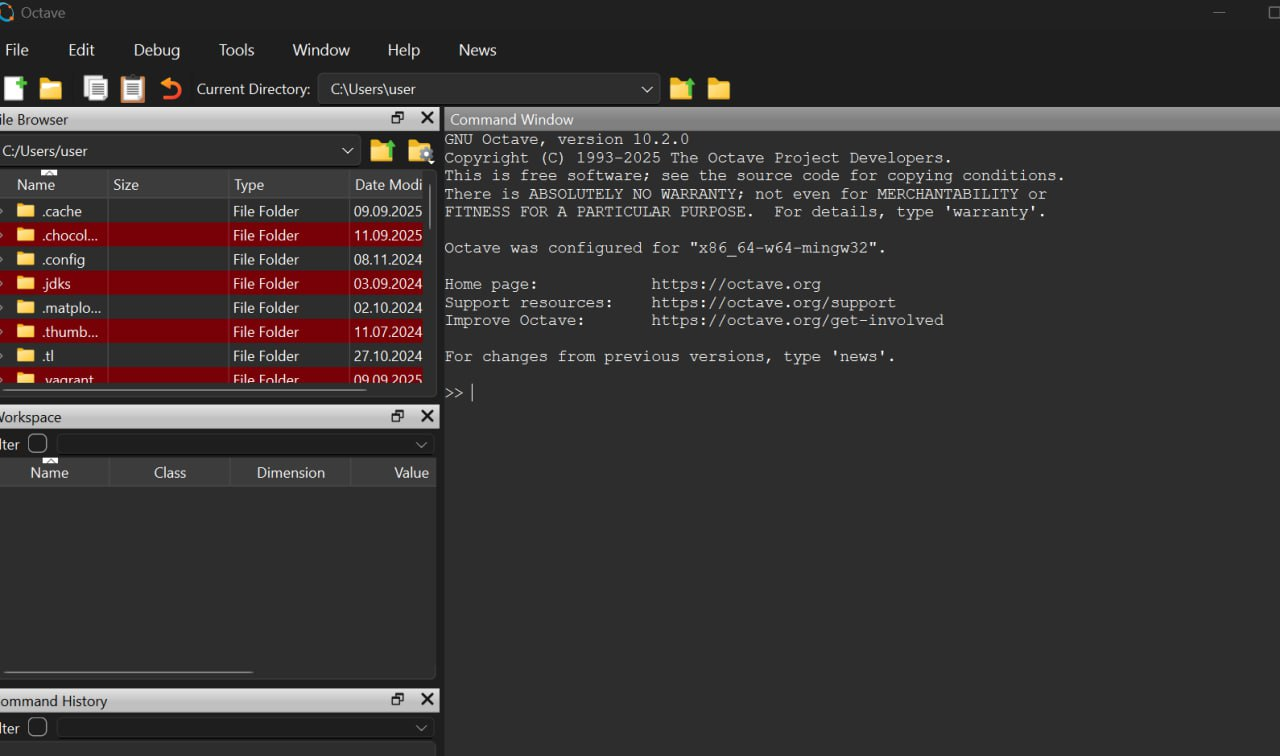 Octave
File Edit Debug Tools Window Help News
Current Directory: C:\Users\user
ile Browser
Command Window
C:/Users/user
Name Size Type Date Modi
.cache File Folder 09.09.2025
.chocol... File Folder 11.09.2025
.config File Folder 08.11.2024
.jdks File Folder 03.09.2024
.matplo... File Folder 02.10.2024
.thumb... File Folder 11.07.2024
.tl File Folder 27.10.2024
.vagrant File Folder 09.09.2025
GNU Octave, version 10.2.0
Copyright (C) 1993-2025 The Octave Project Developers.
This is free software; see the source code for copying conditions.
There is ABSOLUTELY NO WARRANTY; not even for MERCHANTABILITY or
FITNESS FOR A PARTICULAR PURPOSE.  For details, type 'warranty'.
Octave was configured for "x86_64-w64-mingw32".
Home page: https://octave.org
Support resources: https://octave.org/support
Improve Octave: https://octave.org/get-involved
For changes from previous versions, type 'news'.
>>
Workspace
lter
Name Class Dimension Value
ommand History
lter